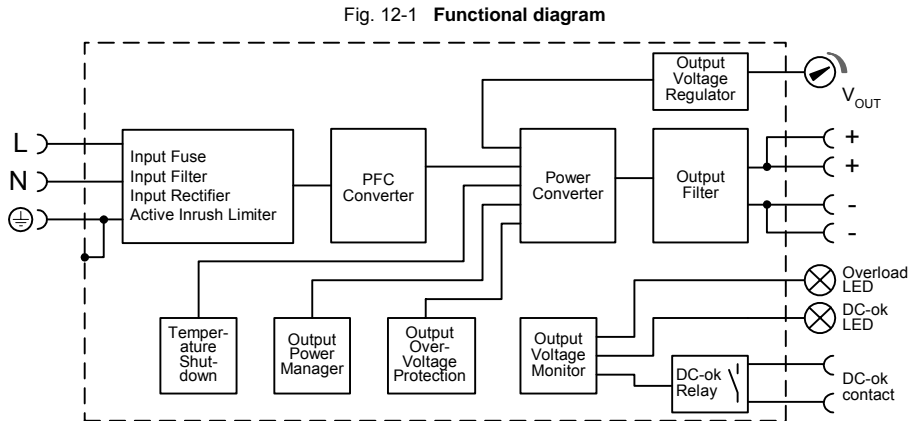 Fig. 12-1 Functional diagram
Output
Voltage
Regulator
V
OUT
L
N
Input Fuse
Input Filter
Input Rectifier
Active Inrush Limiter
PFC
Converter
Power
Converter
Output
Filter
+
+
-
-
Temper-
ature
Shut-
down
Output
Power
Manager
Output
Over-
Voltage
Protection
Output
Voltage
Monitor
DC-ok
Relay
Overload
LED
DC-ok
LED
DC-ok
contact